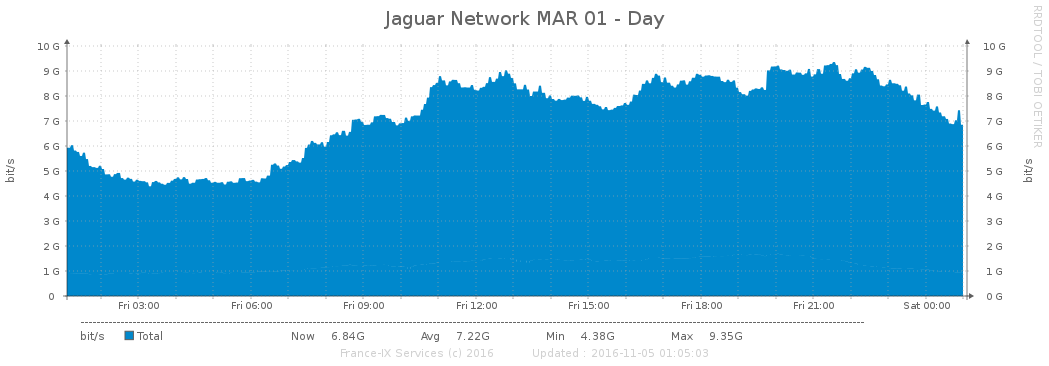 Jaguar Network MAR 01 - Day
RRDTOOL / TOBI OETIKER
10 G 10 G
9 G 9 G
8 G 8 G
7 G 7 G
6 G 6 G
5 G 5 G
4 G 4 G
3 G 3 G
2 G 2 G
1 G 1 G
0 0 G
bit/s
bit/s
Fri 03:00 Fri 06:00 Fri 09:00 Fri 12:00 Fri 15:00 Fri 18:00 Fri 21:00 Sat 00:00
bit/s Total Now 6.84G Avg 7.22G Min 4.38G Max 9.35G
France-IX Services (c) 2016 Updated : 2016-11-05 01:05:03